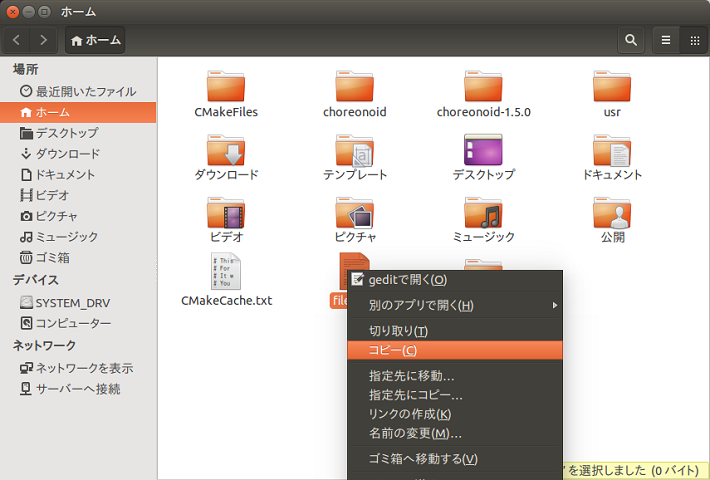 ホーム
ホーム
場所
最近開いたファイル
ホーム
デスクトップ
ダウンロード
ドキュメント
ビデオ
ピクチャ
ミュージック
ゴミ箱
デバイス
SYSTEM_DRV
コンピューター
ネットワーク
ネットワークを表示
サーバーへ接続
CMakeFiles
choreonoid
choreonoid-1.5.0
usr
ダウンロード
テンプレート
デスクトップ
ドキュメント
ビデオ
ピクチャ
ミュージック
公開
# This
# For
# It w
# You
CMakeCache.txt
file
geditで開く(O)
別のアプリで開く(H)
切り取り(T)
コピー(C)
指定先に移動...
指定先にコピー...
リンクの作成(K)
名前の変更(M)...
ゴミ箱へ移動する(V)
を選択しました (0 バイト)